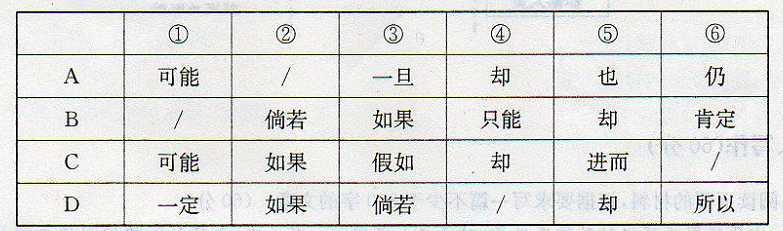 ① ② ③ ④ ⑤ ⑥
A 可能 / 一旦 却 也 仍
B / 倘若 如果 只能 却 肯定
C 可能 如果 假如 却 进而 /
D 一定 如果 倘若 / 却 所以